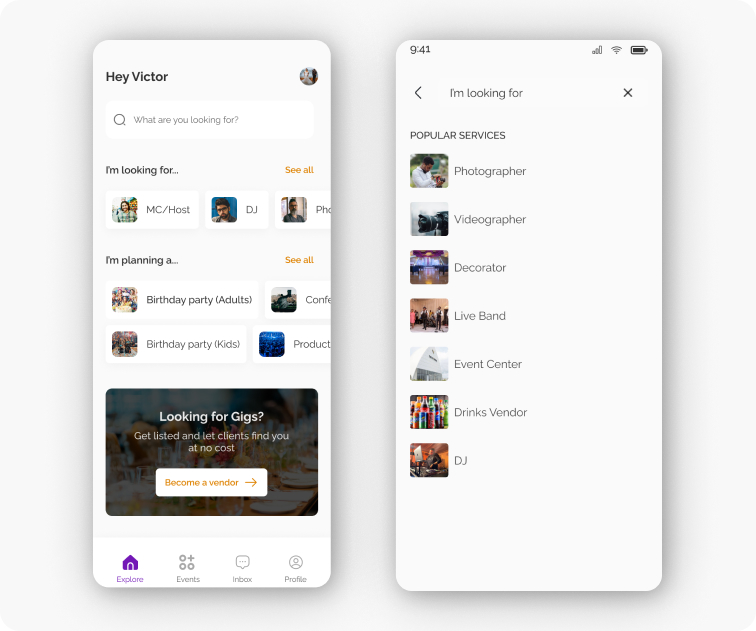 Hey Victor
What are you looking for?
I'm looking for...
See all
MC/Host
DJ
Pho
I'm planning a...
See all
Birthday party (Adults)
Confe
Birthday party (Kids)
Product
Looking for Gigs?
Get listed and let clients find you
at no cost
Become a vendor
Explore
Events
Inbox
Profile
9:41
I'm looking for
POPULAR SERVICES
Photographer
Videographer
Decorator
Live Band
Event Center
Drinks Vendor
DJ